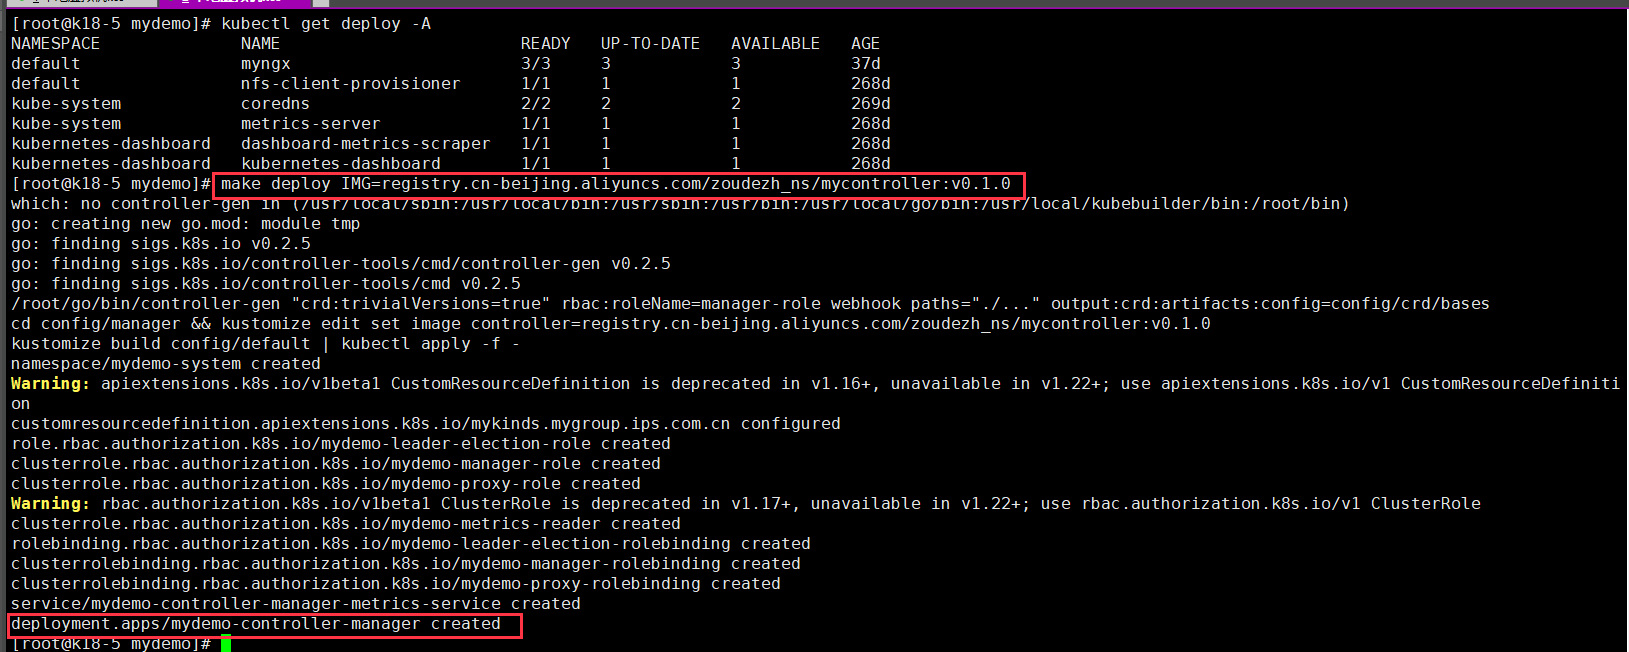 [root@k18-5 mydemo]# kubectl get deploy -A
NAMESPACE NAME READY UP-TO-DATE AVAILABLE AGE
default myngx 3/3 3 3 37d
default nfs-client-provisioner 1/1 1 1 268d
kube-system coredns 2/2 2 2 269d
kube-system metrics-server 1/1 1 1 268d
kubernetes-dashboard dashboard-metrics-scraper 1/1 1 1 268d
kubernetes-dashboard kubernetes-dashboard 1/1 1 1 268d
[root@k18-5 mydemo]# make deploy IMG=registry.cn-beijing.aliyuncs.com/zoudezh_ns/mycontroller:v0.1.0
which: no controller-gen in (/usr/local/sbin:/usr/local/bin:/usr/sbin:/usr/bin:/usr/local/go/bin:/usr/local/kubebuilder/bin:/root/bin)
go: creating new go.mod: module tmp
go: finding sigs.k8s.io v0.2.5
go: finding sigs.k8s.io/controller-tools/cmd/controller-gen v0.2.5
go: finding sigs.k8s.io/controller-tools/cmd v0.2.5
/root/go/bin/controller-gen "crd:trivialVersions=true" rbac:roleName=manager-role webhook paths="./..." output:crd:artifacts:config=config/crd/bases
cd config/manager && kustomize edit set image controller=registry.cn-beijing.aliyuncs.com/zoudezh_ns/mycontroller:v0.1.0
kustomize build config/default | kubectl apply -f -
namespace/mydemo-system created
Warning: apiextensions.k8s.io/v1beta1 CustomResourceDefinition is deprecated in v1.16+, unavailable in v1.22+; use apiextensions.k8s.io/v1 CustomResourceDefiniti
on
customresourcedefinition.apiextensions.k8s.io/mykinds.mygroup.ips.com.cn configured
role.rbac.authorization.k8s.io/mydemo-leader-election-role created
clusterrole.rbac.authorization.k8s.io/mydemo-manager-role created
clusterrole.rbac.authorization.k8s.io/mydemo-proxy-role created
Warning: rbac.authorization.k8s.io/v1beta1 ClusterRole is deprecated in v1.17+, unavailable in v1.22+; use rbac.authorization.k8s.io/v1 ClusterRole
clusterrole.rbac.authorization.k8s.io/mydemo-metrics-reader created
rolebinding.rbac.authorization.k8s.io/mydemo-leader-election-rolebinding created
clusterrolebinding.rbac.authorization.k8s.io/mydemo-manager-rolebinding created
clusterrolebinding.rbac.authorization.k8s.io/mydemo-proxy-rolebinding created
service/mydemo-controller-manager-metrics-service created
deployment.apps/mydemo-controller-manager created
[root@k18-5 mydemo]#